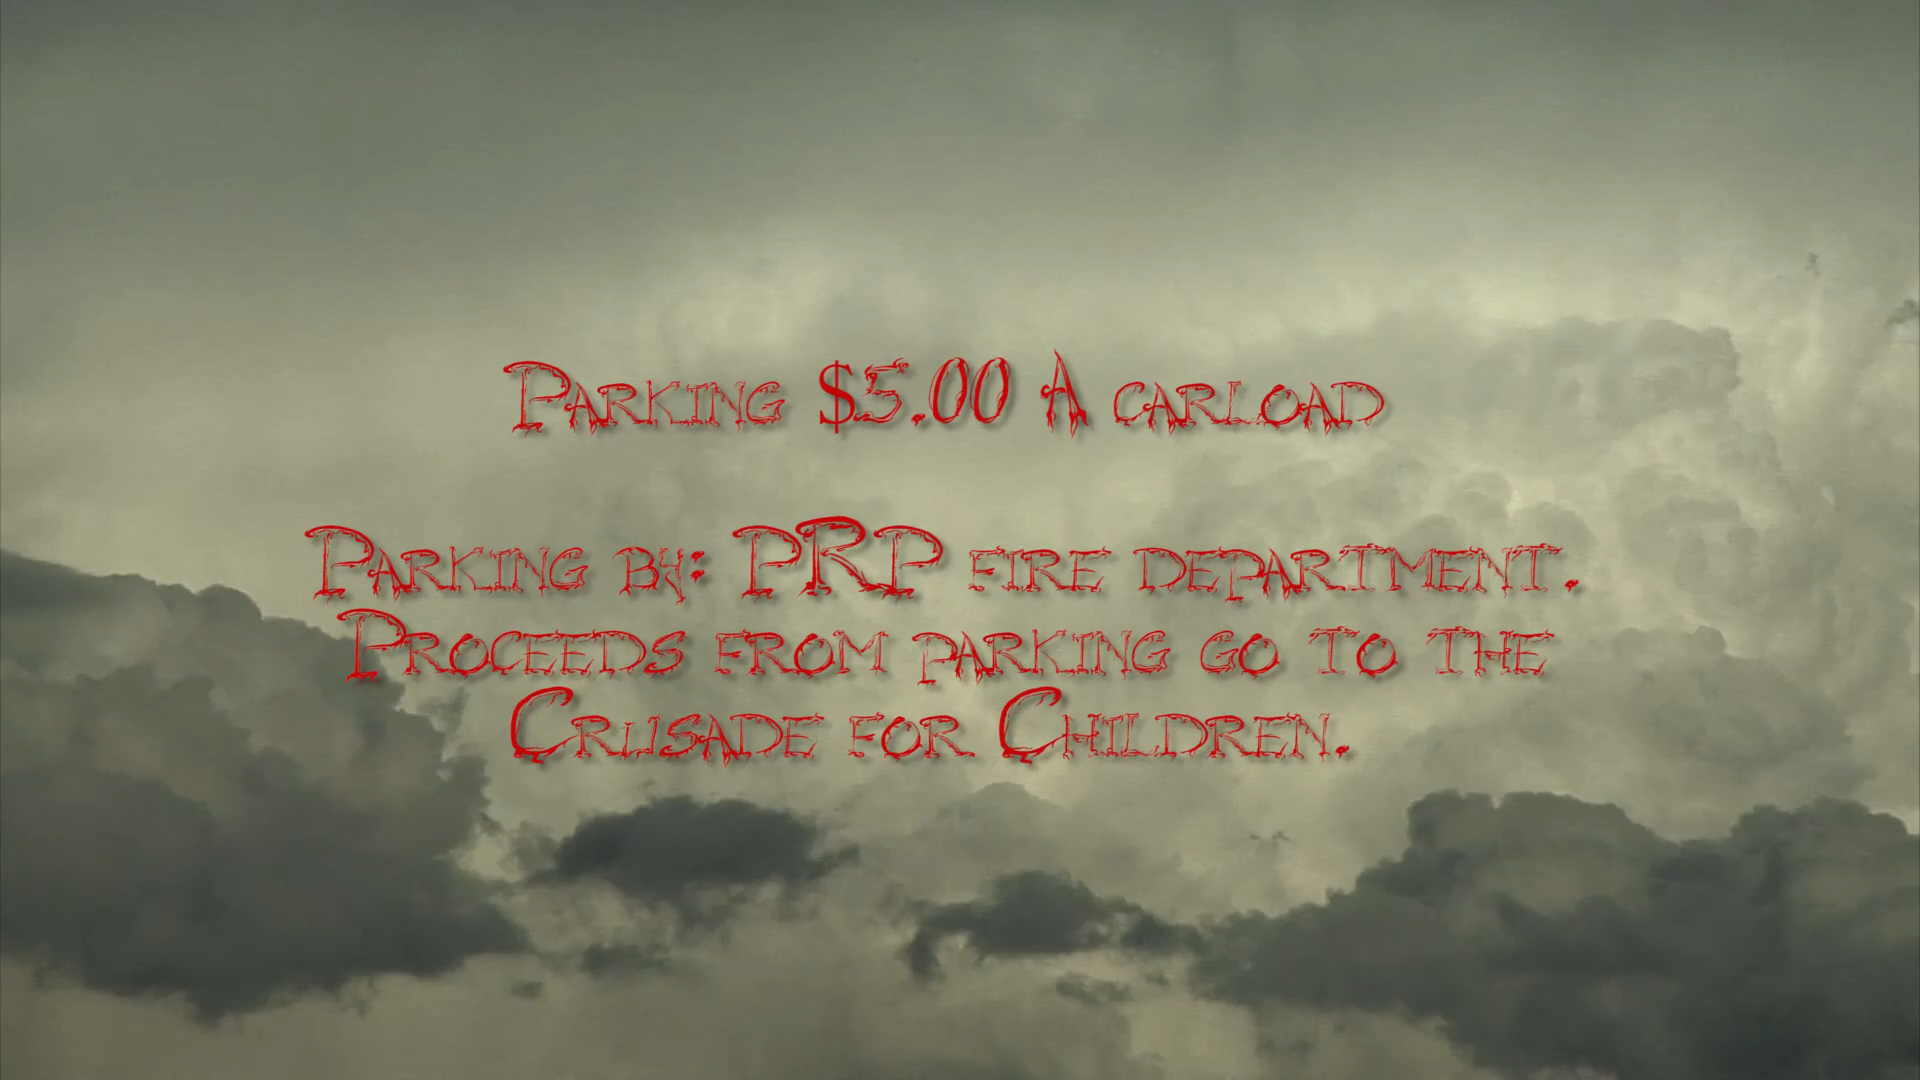 Parking $5.00 A carload
Parking by: PRP fire department.
Proceeds from parking go to the
Crusade for Children.